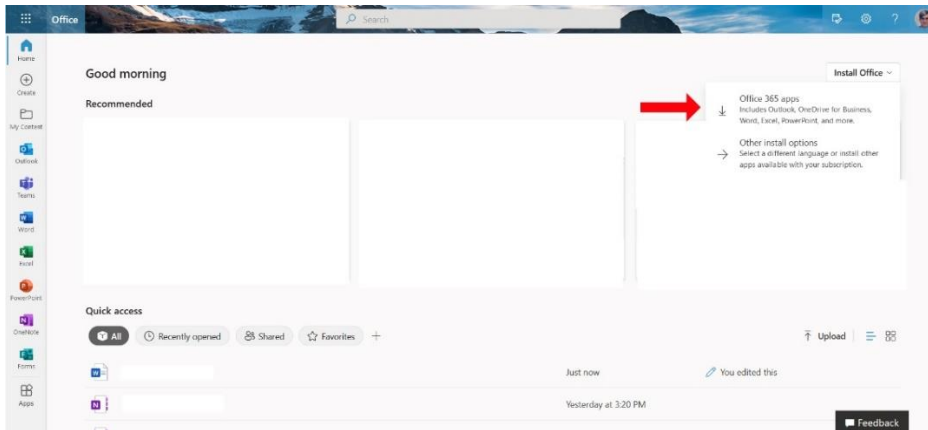 Office
Search
?
Home
Create
My Content
Outlook
Teams
Word
Excel
PowerPoint
OneNote
Forms
Apps
Good morning
Install Office
Recommended
Office 365 apps
Includes Outlook, OneDrive for Business,
Word, Excel, PowerPoint, and more.
Other install options
Select a different language or install other
apps available with your subscription.
Quick access
All
Recently opened
Shared
Favorites
+
Upload
Just now
You edited this
Yesterday at 3:20 PM
Feedback